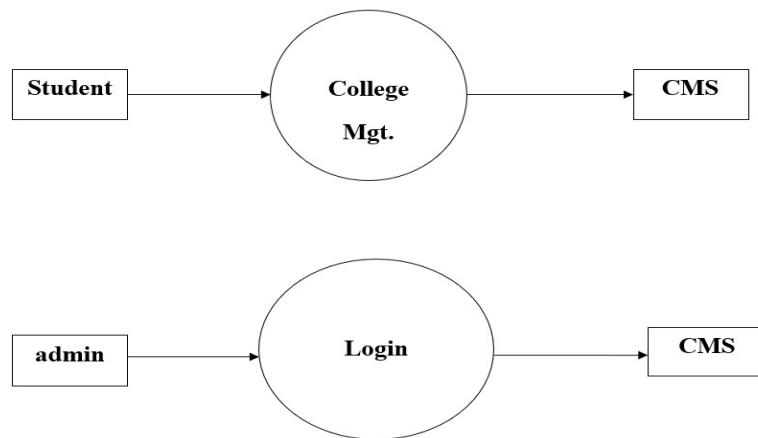 Student
College
Mgt.
CMS
admin
Login
CMS